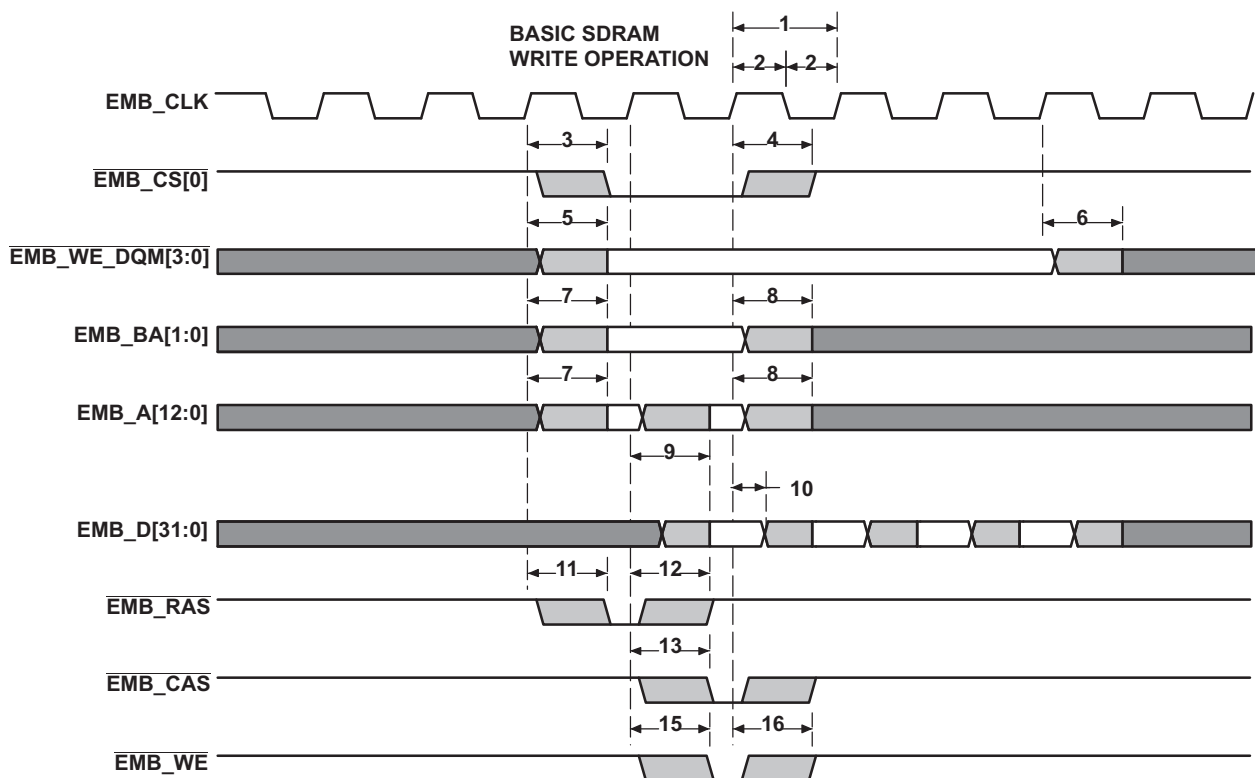 BASIC SDRAM
WRITE OPERATION
1
2 2
EMB_CLK
3 4
EMB_CS[0]
5 6
EMB_WE_DQM[3:0]
7 8
EMB_BA[1:0]
7 8
EMB_A[12:0]
9
10
EMB_D[31:0]
11 12
EMB_RAS
13
EMB_CAS
15 16
EMB_WE